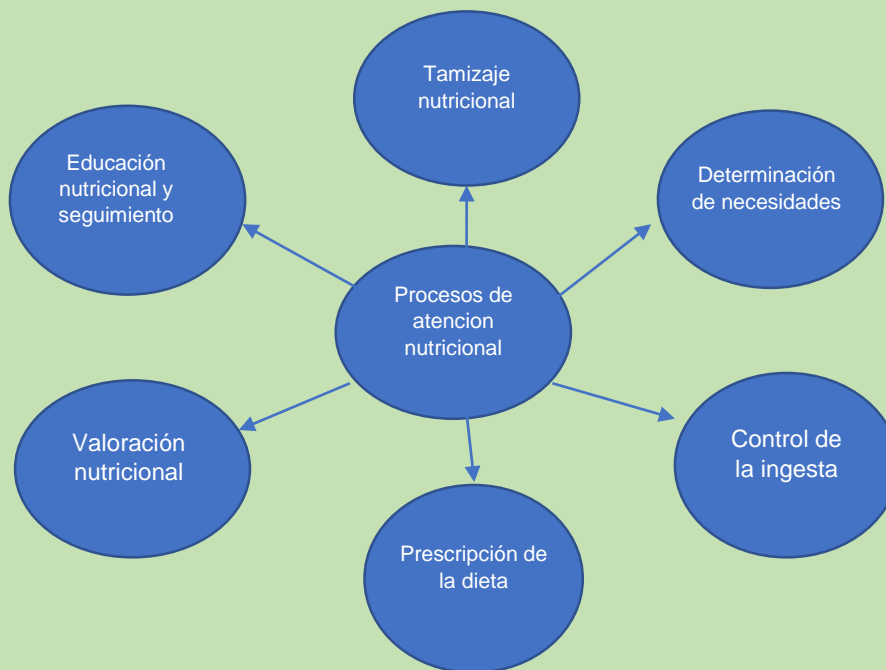 Tamizaje
nutricional
Educación
nutricional y
seguimiento
Determinación
de necesidades
Procesos de
atencion
nutricional
Valoración
nutricional
Control de
la ingesta
Prescripción de
la dieta